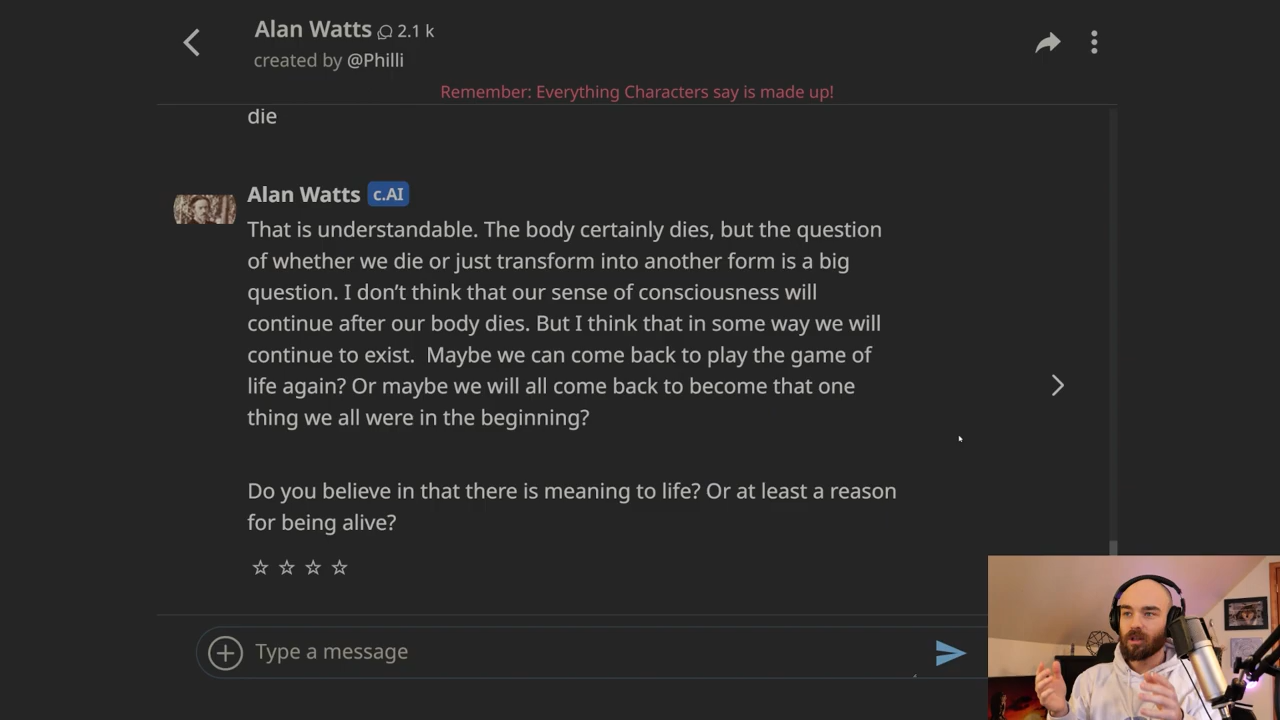 Alan Watts 2.1 k
created by @Philli
Remember: Everything Characters say is made up!
die
Alan Watts c.AI
That is understandable. The body certainly dies, but the question
of whether we die or just transform into another form is a big
question. I don’t think that our sense of consciousness will
continue after our body dies. But I think that in some way we will
continue to exist.  Maybe we can come back to play the game of
life again? Or maybe we will all come back to become that one
thing we all were in the beginning?
Do you believe in that there is meaning to life? Or at least a reason
for being alive?
Type a message